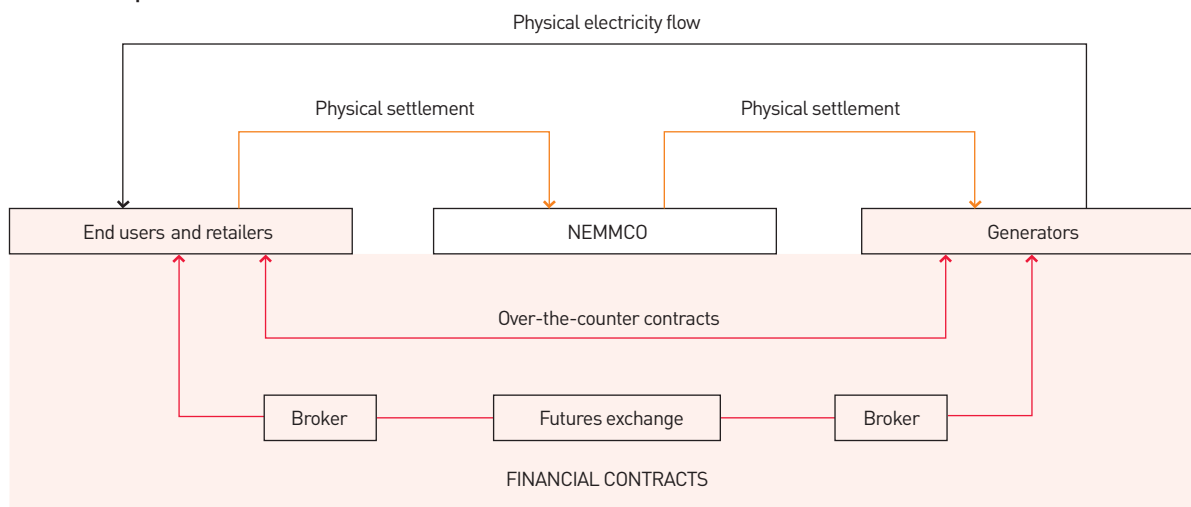 Physical electricity flow
Physical settlement
Physical settlement
End users and retailers
NEMMCO
Generators
Over-the-counter contracts
Broker
Futures exchange
Broker
FINANCIAL CONTRACTS